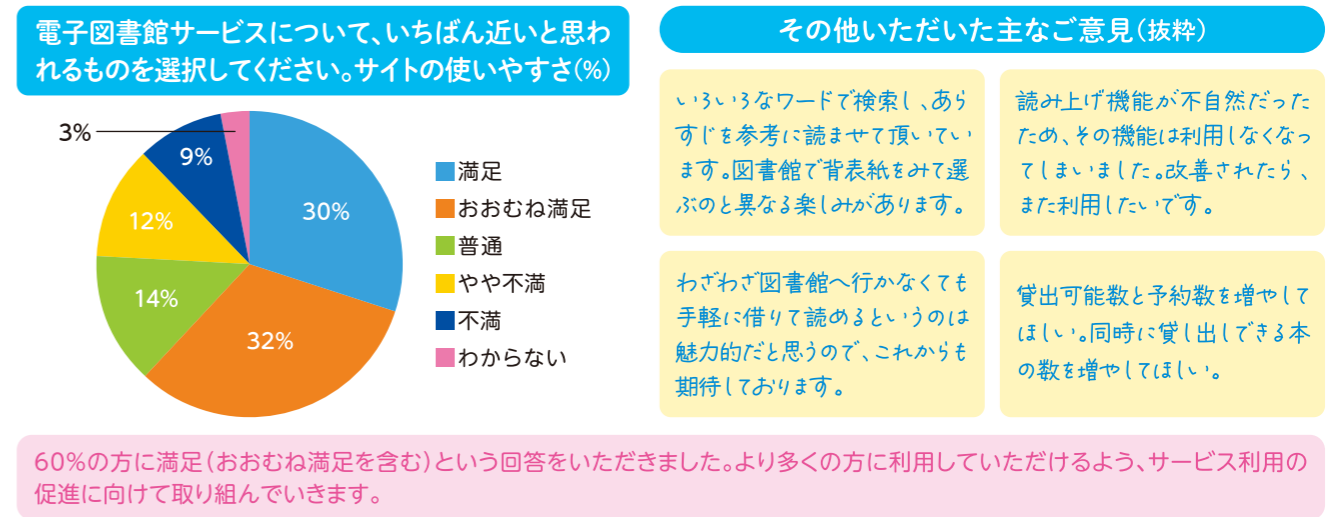 電子図書館サービスについて、いちばん近いと思わ
れるものを選択してください。サイトの使いやすさ(%)
3%
9%
12%
14%
30%
32%
満足
おおむね満足
普通
やや不満
不満
わからない
その他いただいた主なご意見(抜粋)
いろいろなワードで検索し、あら
すじを参考に読ませて頂いてい
ます。図書館で背表紙をみて選
ぶのと異なる楽しみがあります。
読み上げ機能が不自然だった
ため、その機能は利用しなくなっ
てしまいました。改善されたら、
また利用したいです。
わざわざ図書館へ行かなくても
手軽に借りて読めるというのは
魅力的だと思うので、これからも
期待しております。
貸出可能数と予約数を増やして
ほしい。同時に貸し出しできる本
の数を増やしてほしい。
60%の方に満足(おおむね満足を含む)という回答をいただきました。より多くの方に利用していただけるよう、サービス利用の
促進に向けて取り組んでいきます。